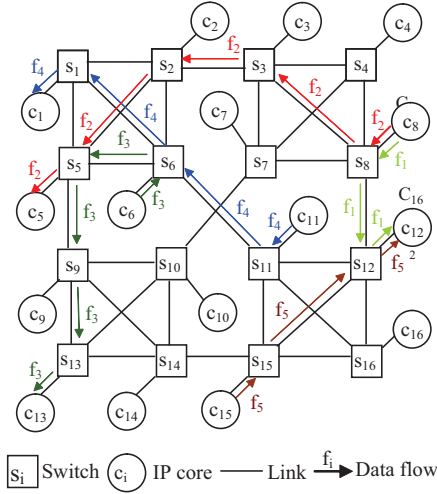 c2 c3 c4
f2
f4 s1 s2 s3 s4
f2
c1 f4 c7 f2 C c8
f2 f3 f1
s5 s6 s7 s8
f2 f3
c5 f3 c6 f4 f4 c11 f1 f1 C16 c12
f5 2
s9 s10 s11 s12
f3 f5
c9 c10 c16
f3 s13 s14 s15 s16
c13 c14 c15 f5
si Switch ci IP core Link fi Data flow